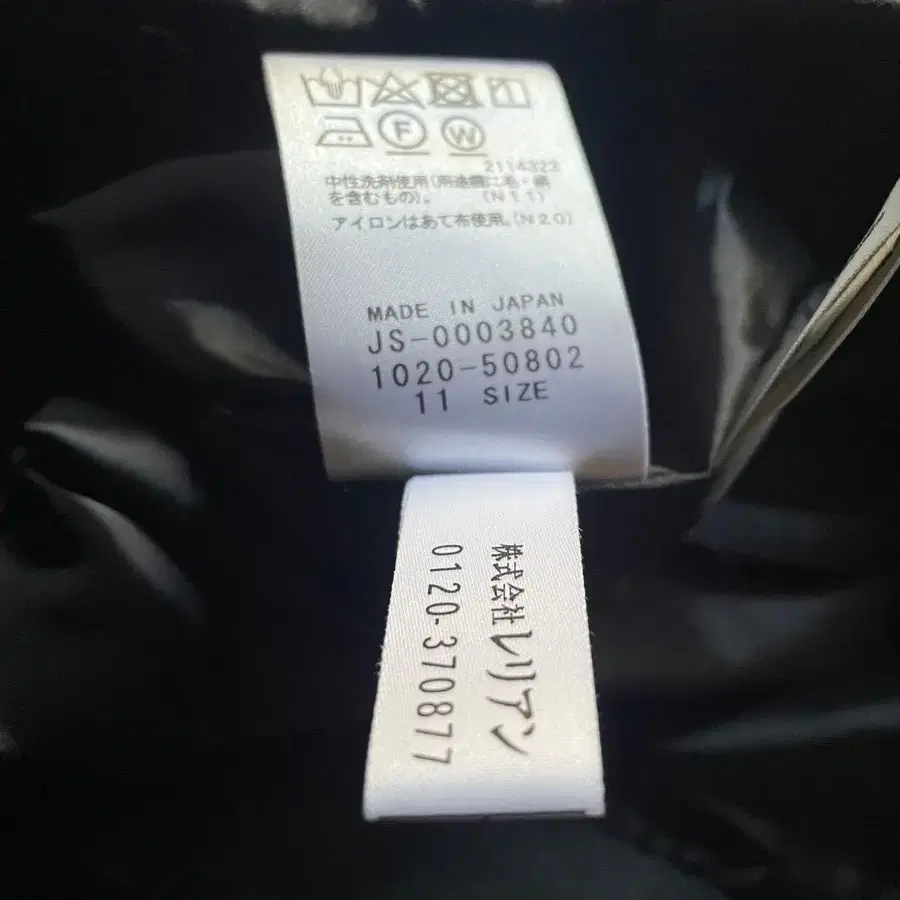 F W
2114323
中性洗剤使用(用途欄に毛・絹
を含むもの)。 (N11)
アイロンはあて布使用。(N20)
MADE IN JAPAN
JS-0003840
1020-50802
11 SIZE
株式会社レリアン
0120-370877